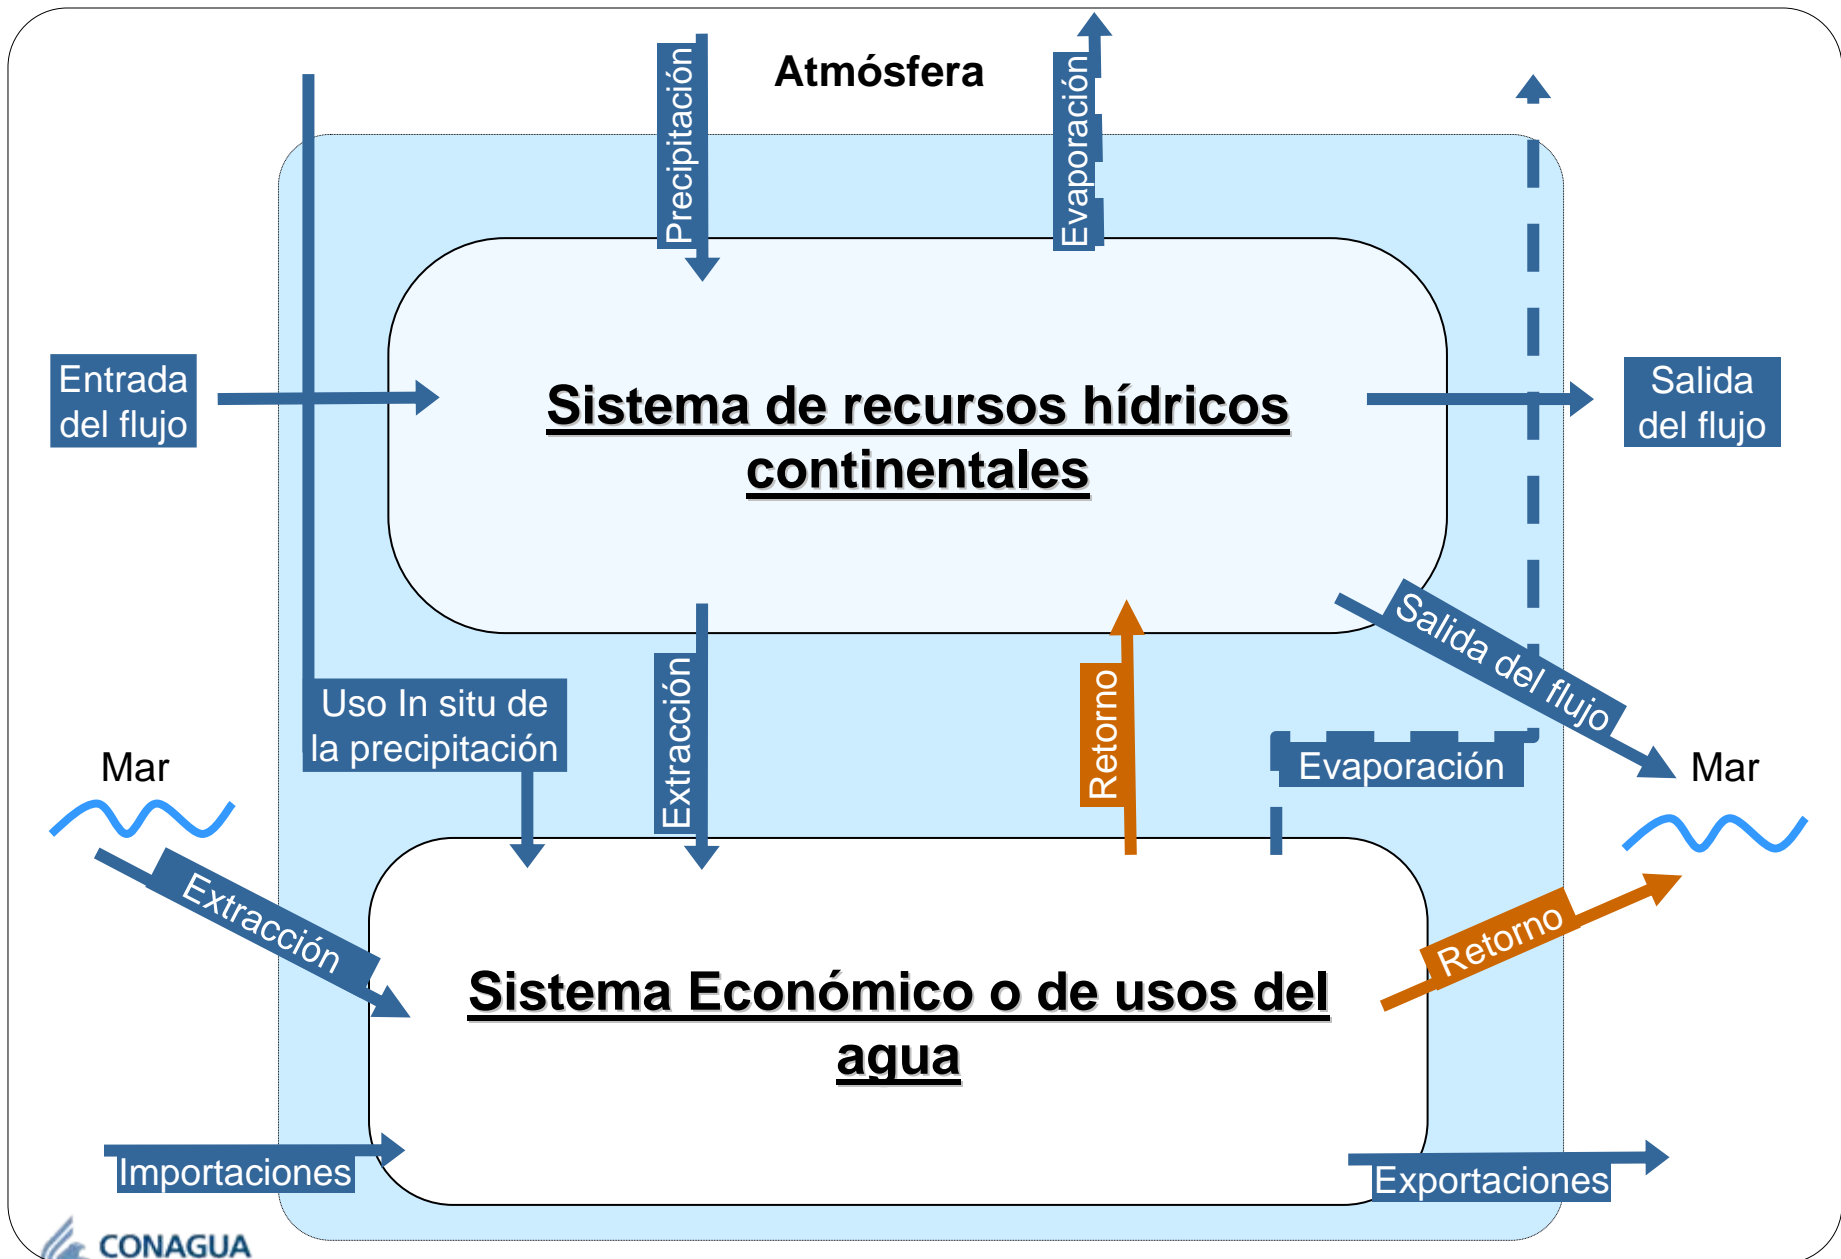 Atmósfera
Precipitación
Evaporación
Entrada
del flujo
Sistema de recursos hídricos
continentales
Salida
del flujo
Salida del flujo
Uso In situ de
la precipitación
Extracción
Retorno
Evaporación
Mar
Mar
Extracción
Retorno
Sistema Económico o de usos del
agua
Importaciones
Exportaciones
CONAGUA